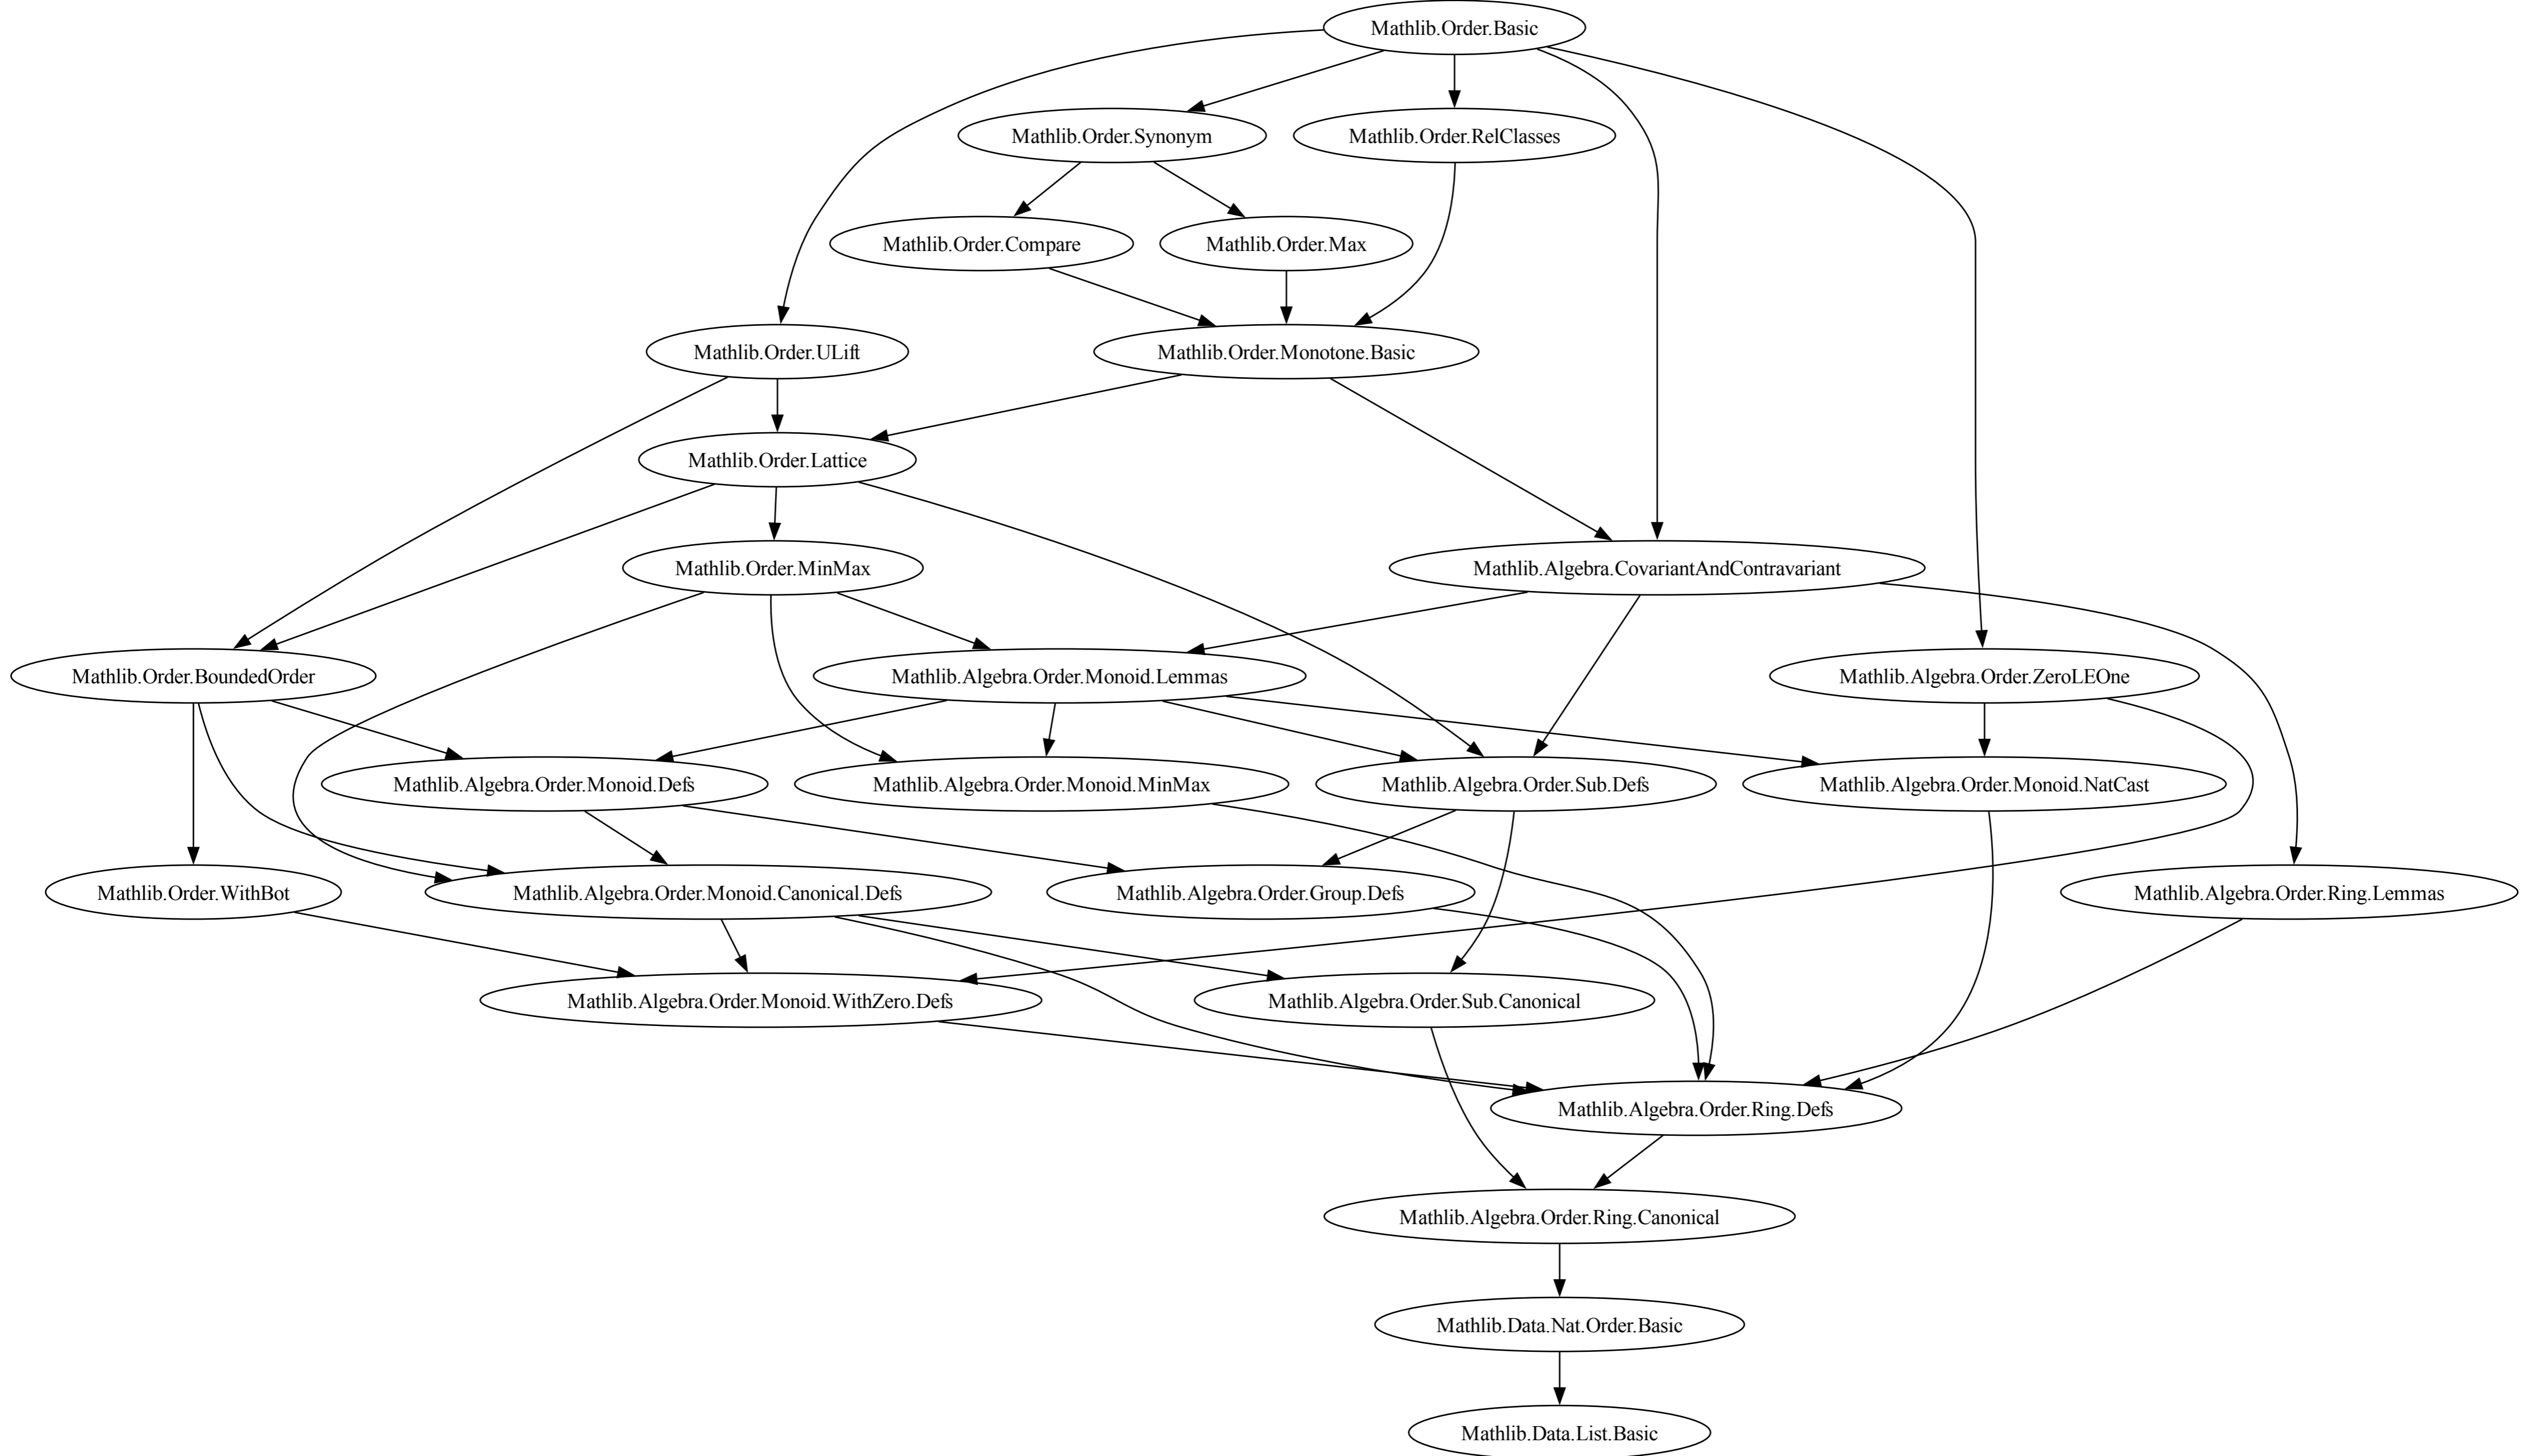 Mathlib.Order.Basic
Mathlib.Order.Synonym
Mathlib.Order.RelClasses
Mathlib.Order.Compare
Mathlib.Order.Max
Mathlib.Order.ULift
Mathlib.Order.Monotone.Basic
Mathlib.Order.Lattice
Mathlib.Order.MinMax
Mathlib.Algebra.CovariantAndContravariant
Mathlib.Order.BoundedOrder
Mathlib.Algebra.Order.Monoid.Lemmas
Mathlib.Algebra.Order.ZeroLEOne
Mathlib.Algebra.Order.Monoid.Defs
Mathlib.Algebra.Order.Monoid.MinMax
Mathlib.Algebra.Order.Sub.Defs
Mathlib.Algebra.Order.Monoid.NatCast
Mathlib.Order.WithBot
Mathlib.Algebra.Order.Monoid.Canonical.Defs
Mathlib.Algebra.Order.Group.Defs
Mathlib.Algebra.Order.Ring.Lemmas
Mathlib.Algebra.Order.Monoid.WithZero.Defs
Mathlib.Algebra.Order.Sub.Canonical
Mathlib.Algebra.Order.Ring.Defs
Mathlib.Algebra.Order.Ring.Canonical
Mathlib.Data.Nat.Order.Basic
Mathlib.Data.List.Basic